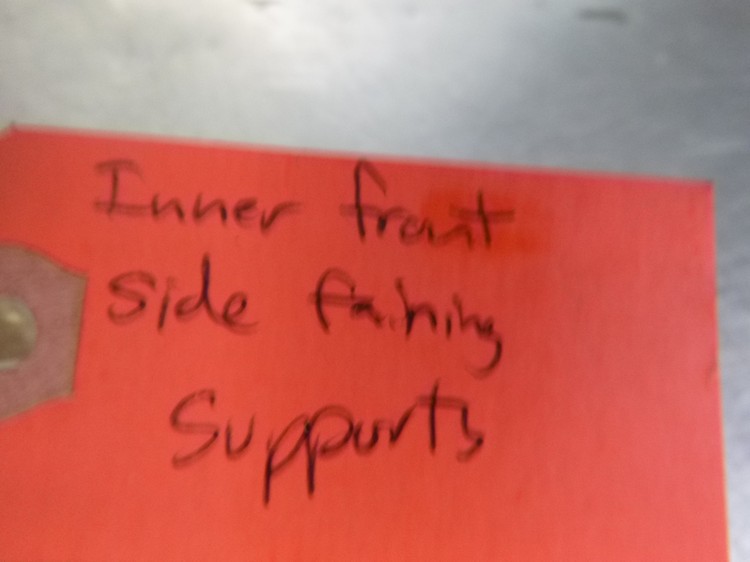 Inner front
side fairing
Supports